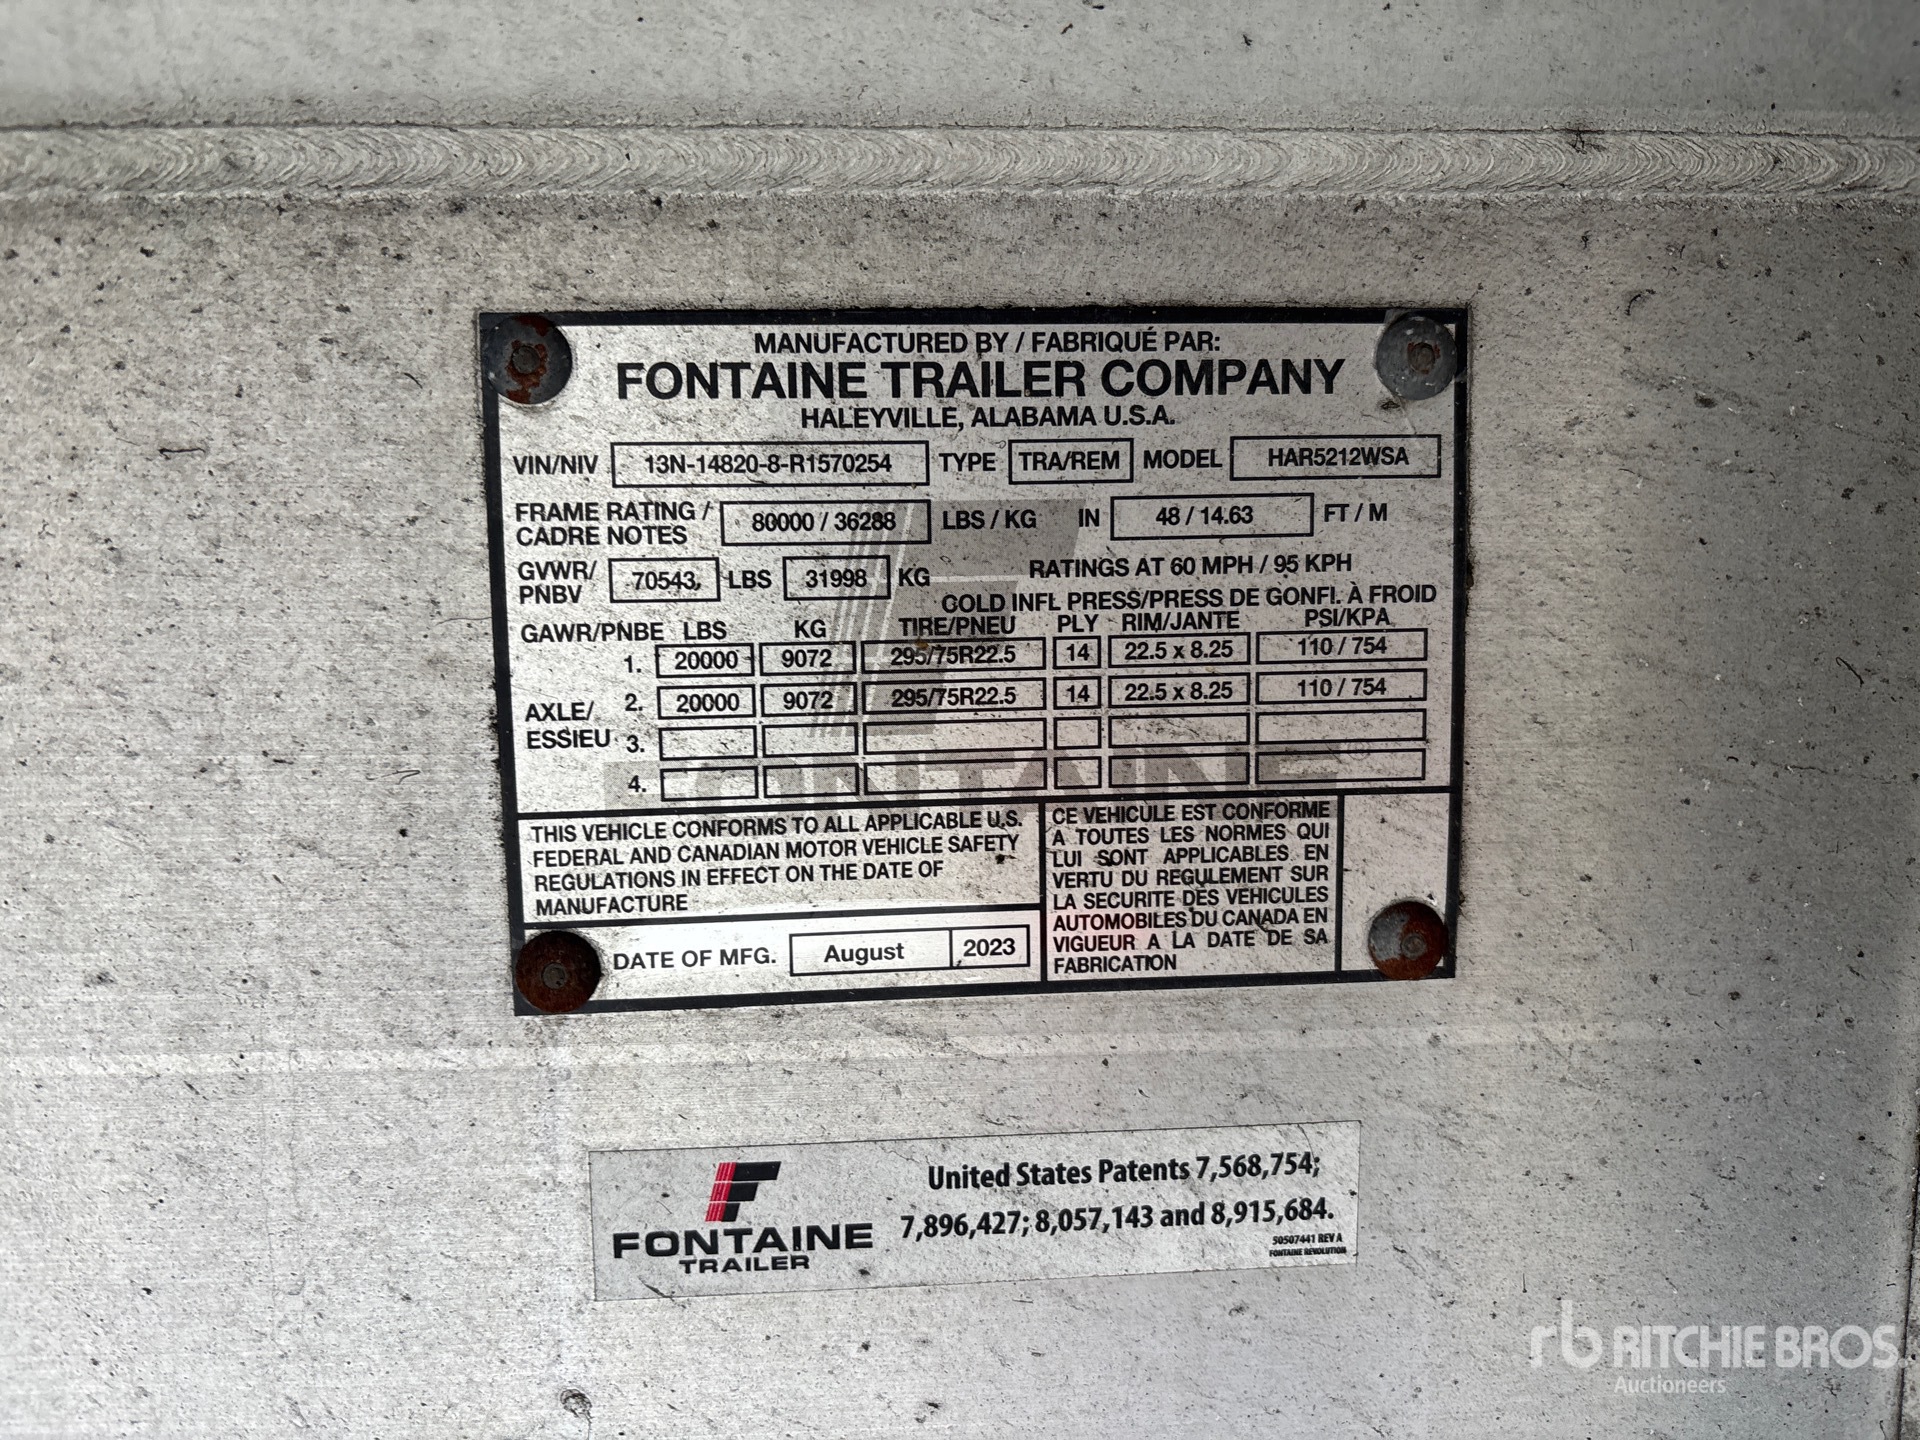 MANUFACTURED BY / FABRIQUÉ PAR:
FONTAINE TRAILER COMPANY
HALEYVILLE, ALABAMA U.S.A.
VIN/NIV 13N-14820-8-R1570254 TYPE TRA/REM MODEL HAR5212WSA
FRAME RATING / CADRE NOTES 80000 / 36288 LBS / KG IN 48 / 14.63 FT / M
GVWR/ PNBV 70543 LBS 31998 KG RATINGS AT 60 MPH / 95 KPH
COLD INFL PRESS/PRESS DE GONFI. À FROID
GAWR/PNBE LBS KG TIRE/PNEU PLY RIM/JANTE PSI/KPA
1. 20000 9072 295/75R22.5 14 22.5 x 8.25 110 / 754
AXLE/ ESSIEU 2. 20000 9072 295/75R22.5 14 22.5 x 8.25 110 / 754
3.
4.
FONTAINE ®
THIS VEHICLE CONFORMS TO ALL APPLICABLE U.S.
FEDERAL AND CANADIAN MOTOR VEHICLE SAFETY
REGULATIONS IN EFFECT ON THE DATE OF
MANUFACTURE
DATE OF MFG. August 2023
CE VEHICULE EST CONFORME
A TOUTES LES NORMES QUI
LUI SONT APPLICABLES EN
VERTU DU REGULEMENT SUR
LA SECURITE DES VEHICULES
AUTOMOBILES DU CANADA EN
VIGUEUR A LA DATE DE SA
FABRICATION
FONTAINE
TRAILER
United States Patents 7,568,754;
7,896,427; 8,057,143 and 8,915,684.
50507441 REV A
FONTAINE REVOLUTION
rb RITCHIE BROS.
Auctioneers